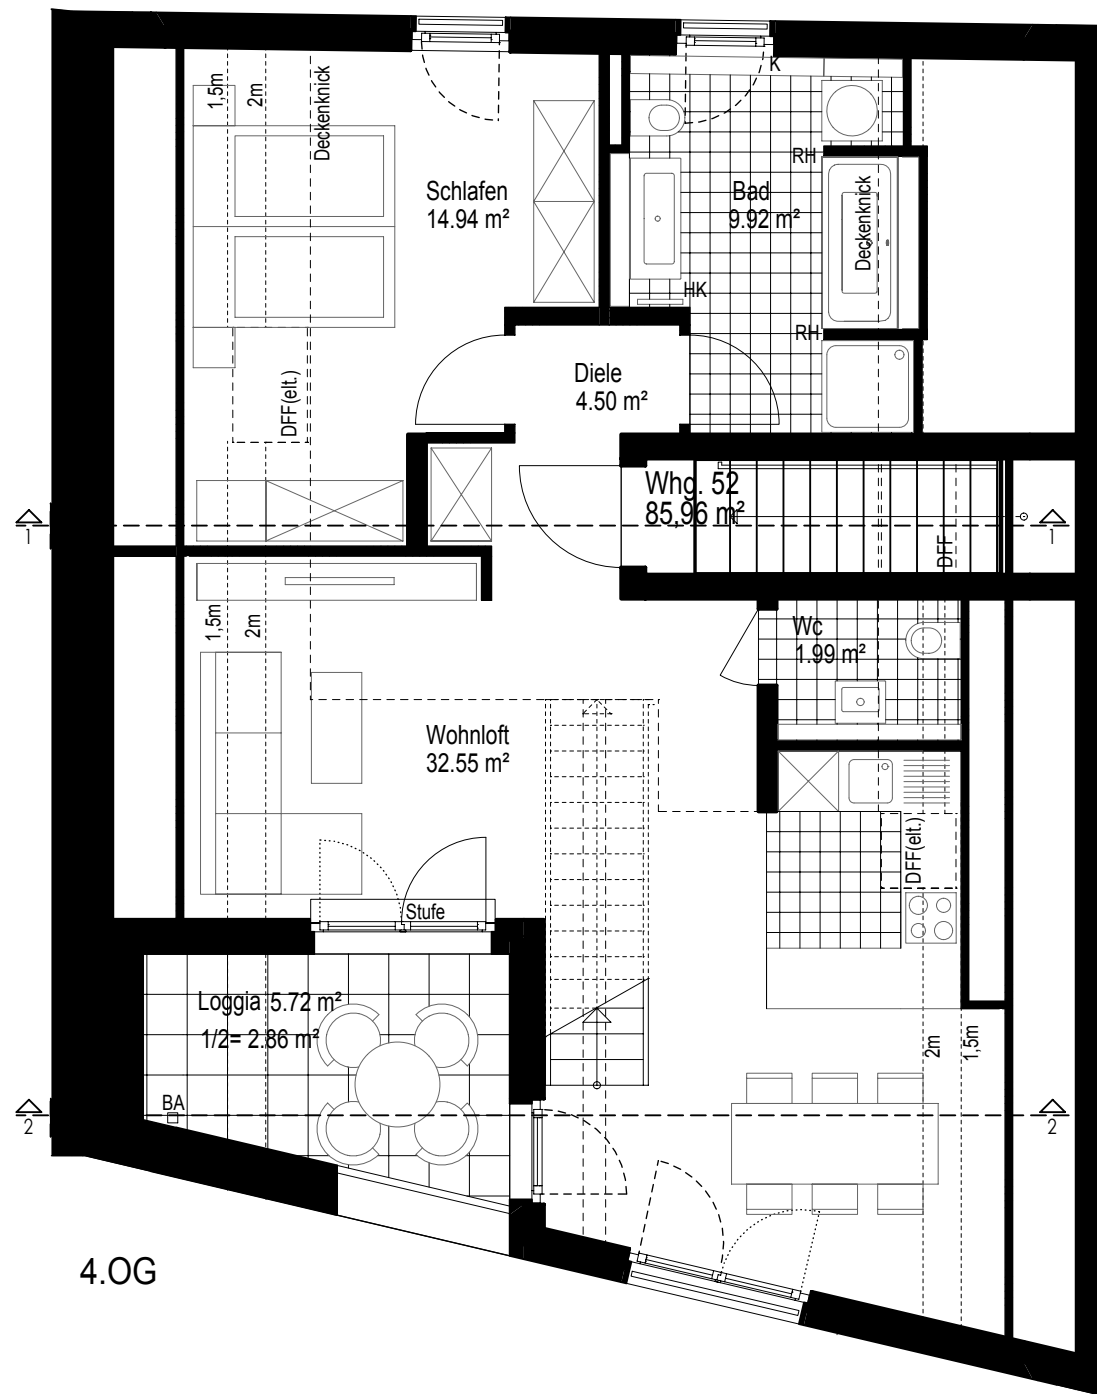 1,5m
2m
Deckenknick
K
Schlafen
14.94 m²
RH
Bad
9.92 m²
Deckenknick
HK
RH
Diele
4.50 m²
DFF(elt.)
Whg. 52
85,96 m²
DFF
1
1
1,5m
2m
Wc
1.99 m²
Wohnloft
32.55 m²
DFF(elt.)
Stufe
Loggia 5.72 m²
1/2= 2.86 m²
2m
1,5m
BA
2
2
4.OG